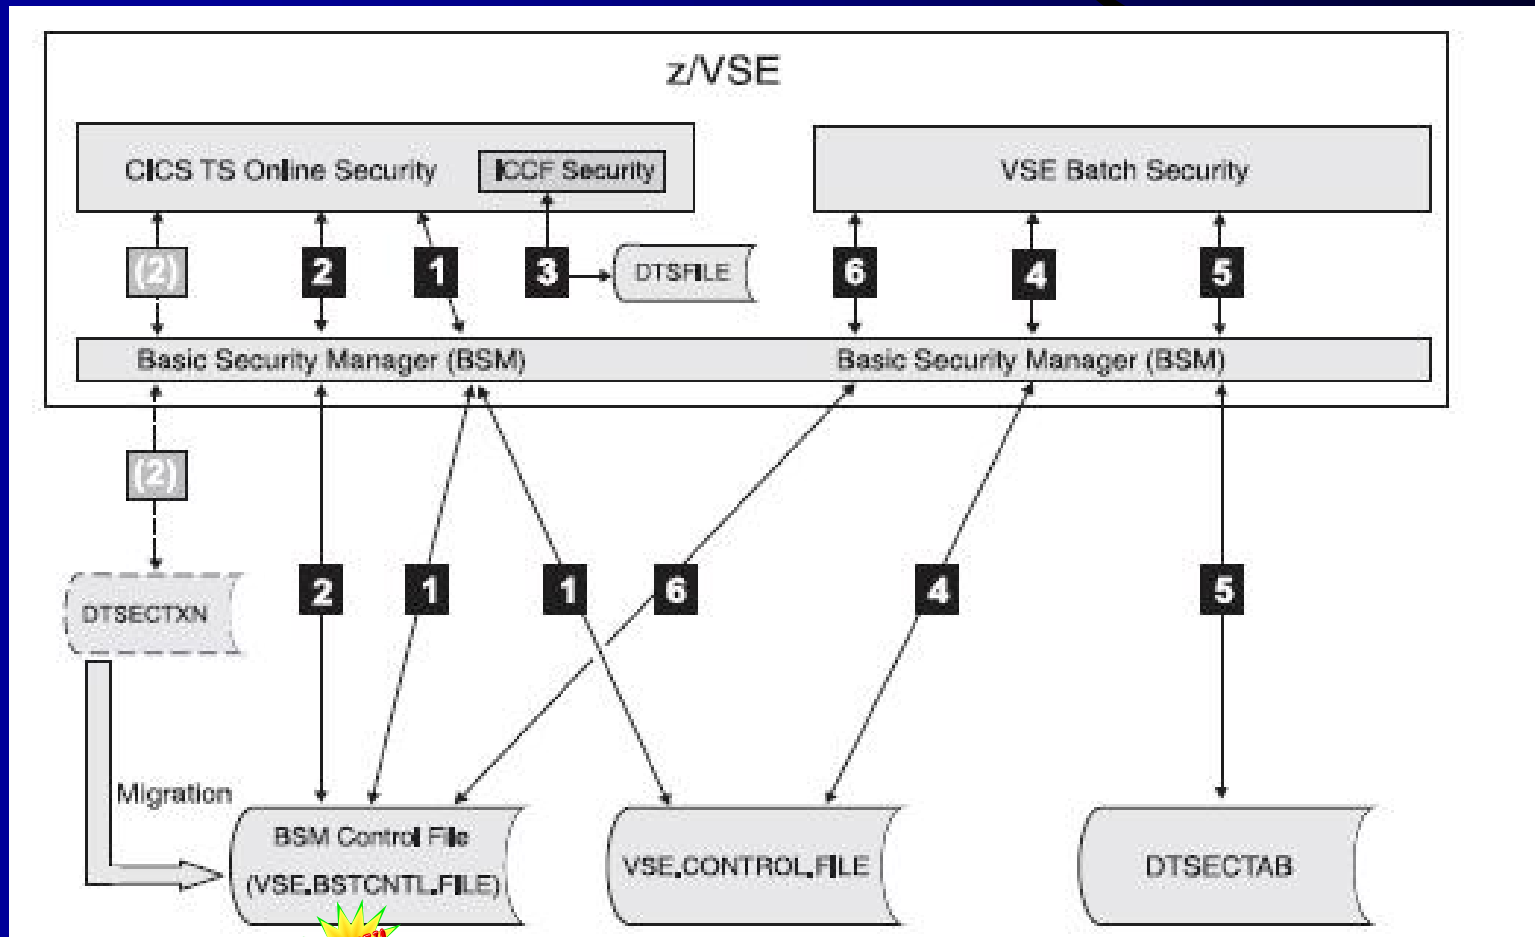 z/VSE
CICS TS Online Security
ICCF Security
VSE Batch Security
(2)
2
1
3
DTSFILE
6
4
5
Basic Security Manager (BSM)
Basic Security Manager (BSM)
(2)
2
1
1
6
4
5
DTSECTXN
Migration
BSM Control File
(VSE.BSTCNTL.FILE)
VSE.CONTROL.FILE
DTSECTAB